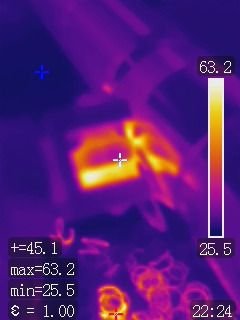 63.2
25.5
+=45.1
max=63.2
min=25.5
ε = 1.00
22:24